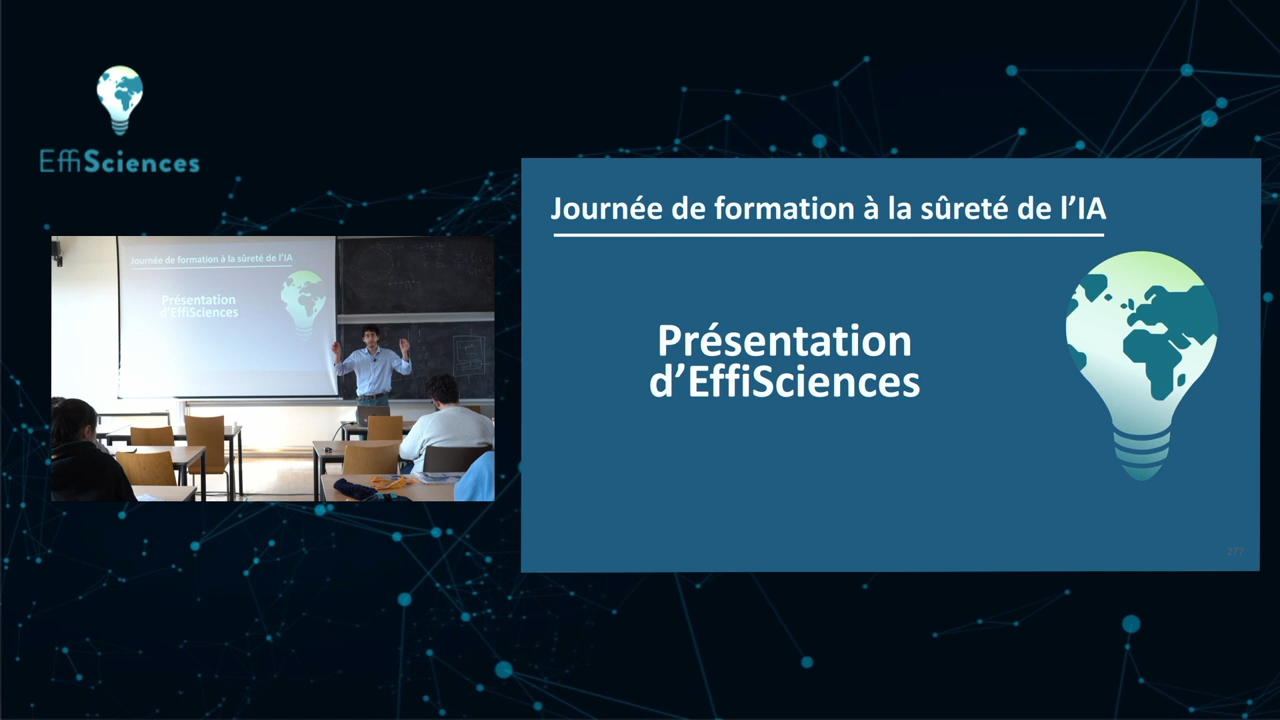 EffiSciences
Journée de formation à la sûreté de l'IA
Présentation
d'EffiSciences
Journée de formation à la sûreté de l’IA
Présentation
d’EffiSciences
277